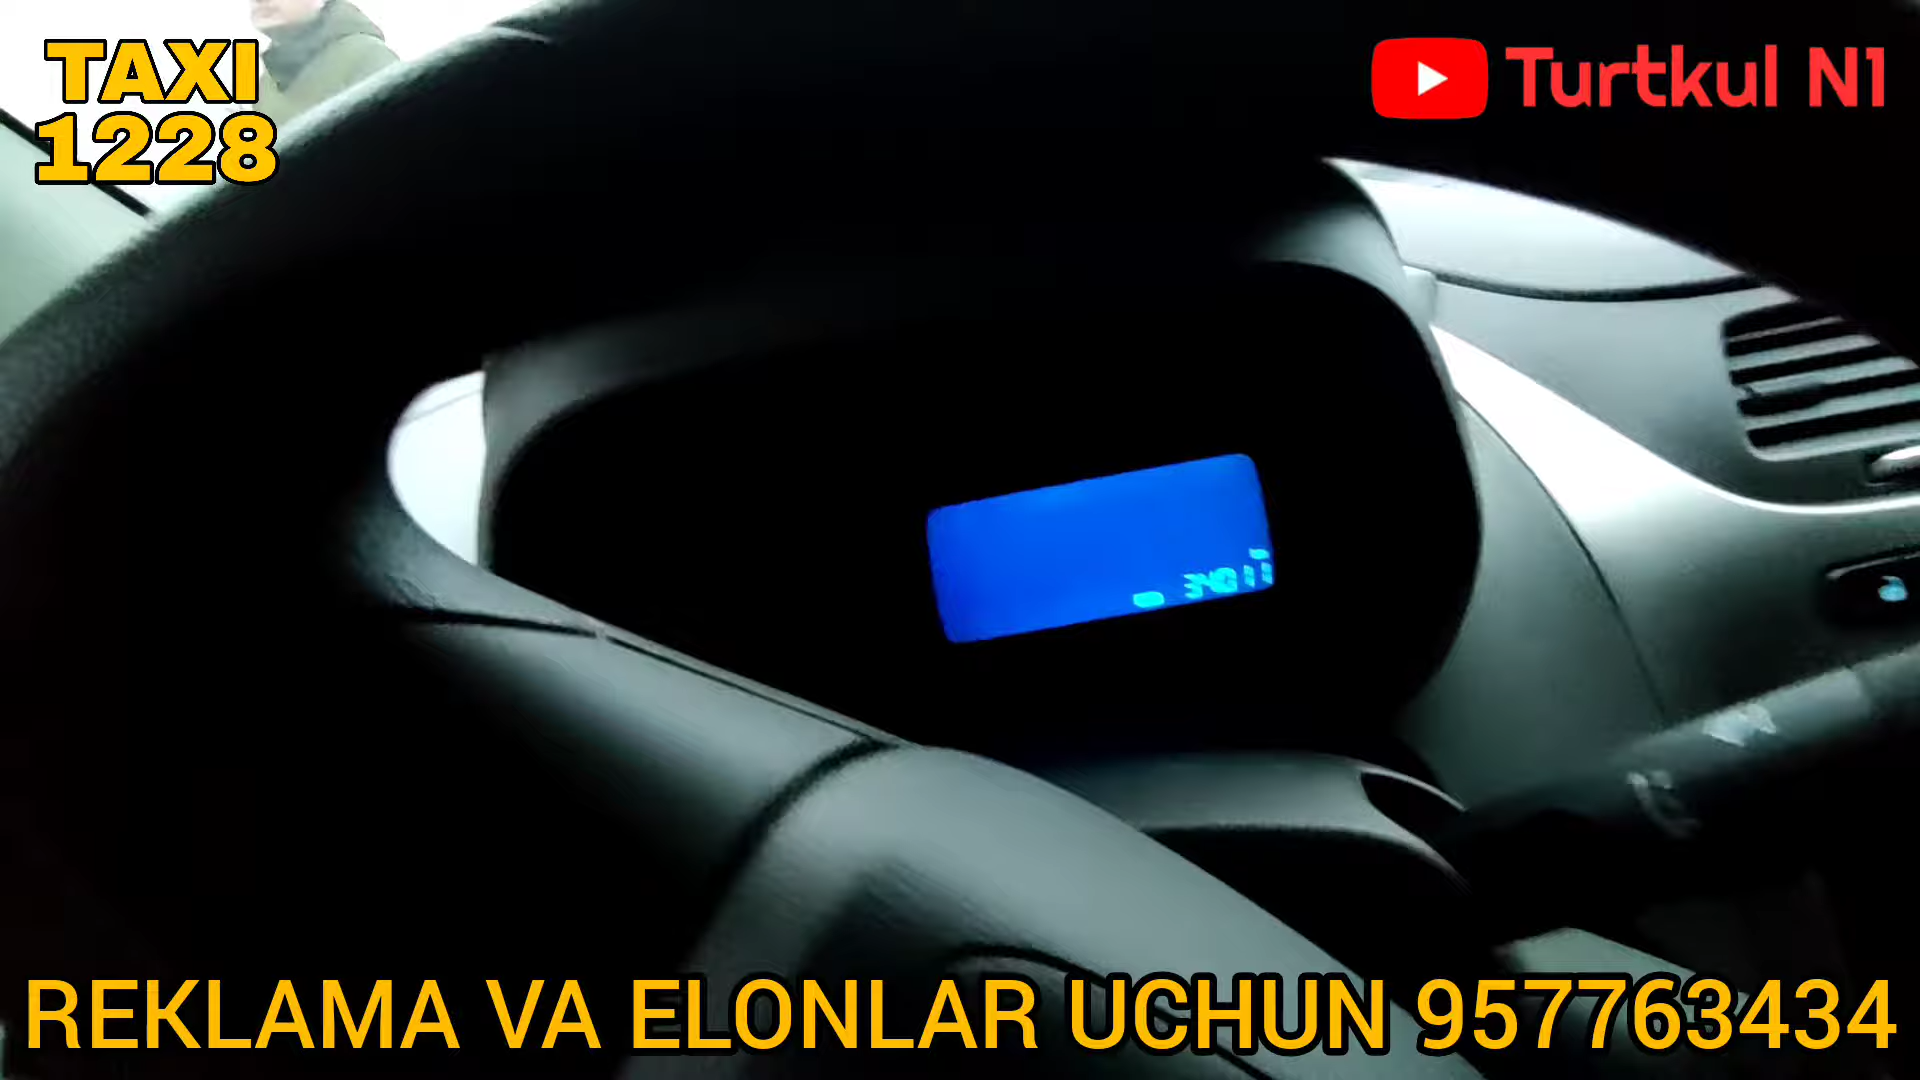 TAXI
1228
Turtkul N1
REKLAMA VA ELONLAR UCHUN 957763434